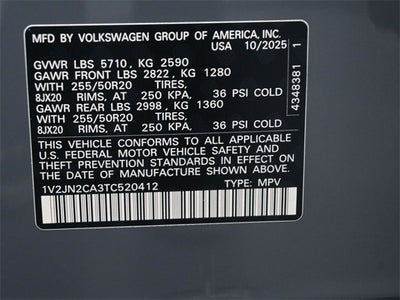 MFD BY VOLKSWAGEN GROUP OF AMERICA, INC.
USA 10/2025
GVWR LBS 5710, KG 2590
GAWR FRONT LBS 2822, KG 1280
WITH 255/50R20 TIRES,
8JX20 RIMS, AT 250 KPA, 36 PSI COLD
GAWR REAR LBS 2998, KG 1360
WITH 255/50R20 TIRES,
8JX20 RIMS, AT 250 KPA, 36 PSI COLD
THIS VEHICLE CONFORMS TO ALL APPLICABLE
U.S. FEDERAL MOTOR VEHICLE SAFETY AND
THEFT PREVENTION STANDARDS IN EFFECT ON THE
DATE OF MANUFACTURE SHOWN ABOVE.
1V2JN2CA3TC520412 TYPE: MPV
4348381 1